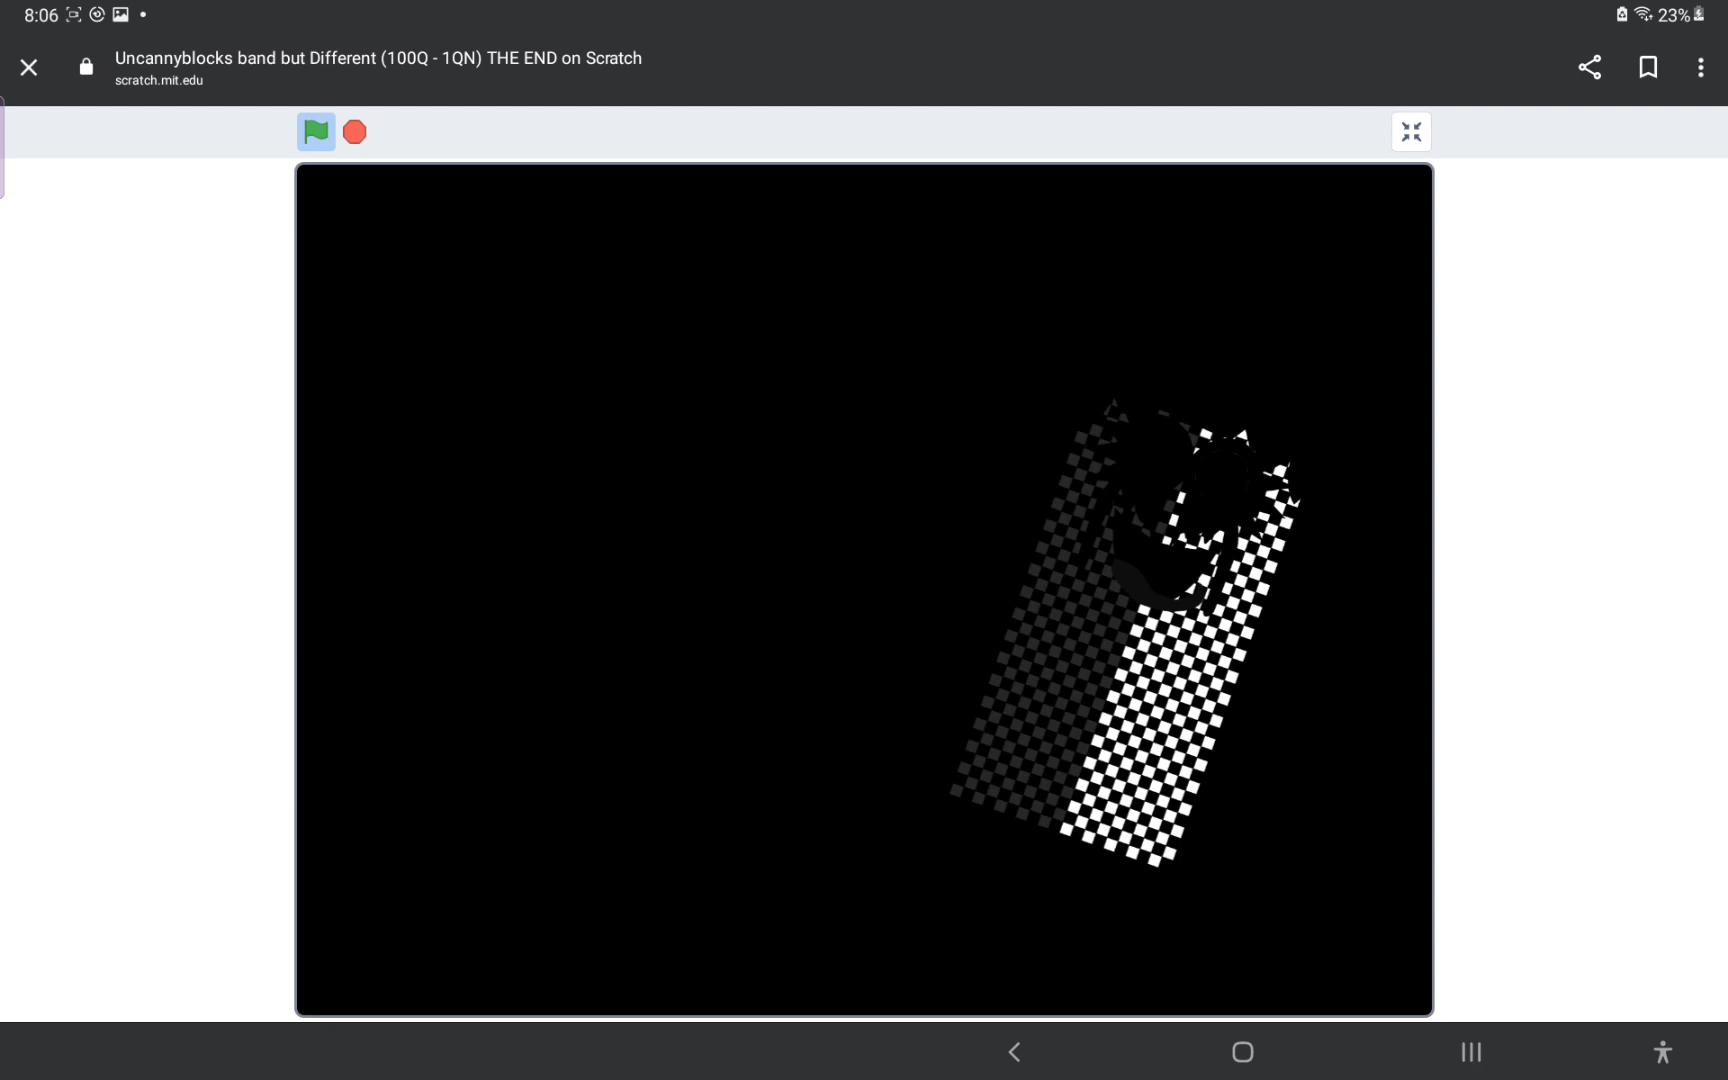 8:06
23%
Uncannyblocks band but Different (100Q - 1QN) THE END on Scratch
scratch.mit.edu